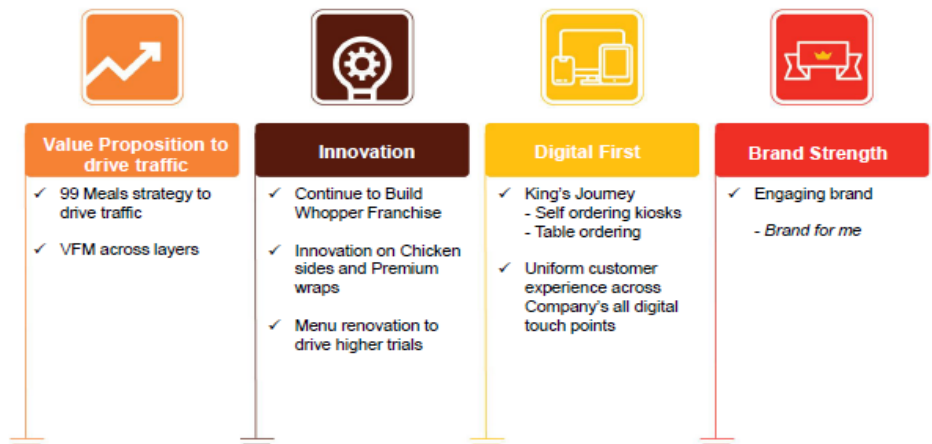 Value Proposition to
drive traffic
✓ 99 Meals strategy to
drive traffic
✓ VFM across layers
Innovation
✓ Continue to Build
Whopper Franchise
✓ Innovation on Chicken
sides and Premium
wraps
✓ Menu renovation to
drive higher trials
Digital First
✓ King's Journey
- Self ordering kiosks
- Table ordering
✓ Uniform customer
experience across
Company's all digital
touch points
Brand Strength
✓ Engaging brand
- Brand for me